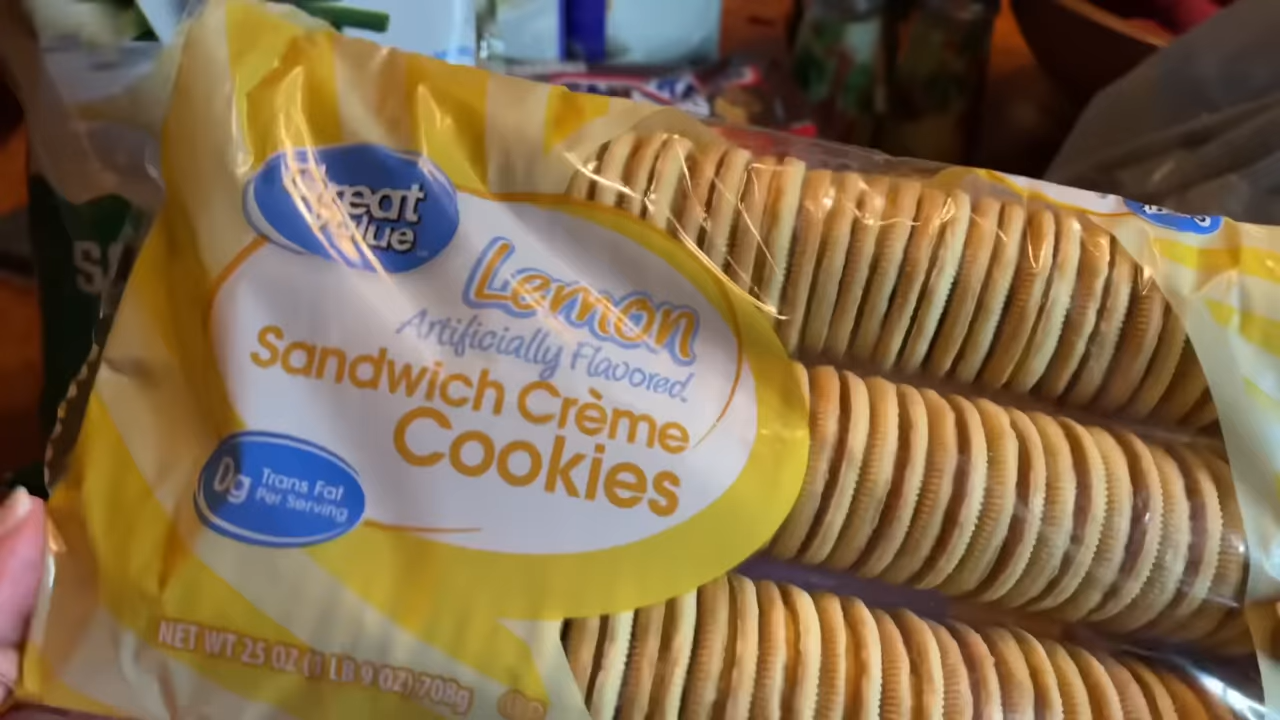 Great
Value
Lemon
Artificially Flavored
Sandwich Crème
Cookies
0g Trans Fat
Per Serving
NET WT 25 OZ (1 LB 9 OZ) 708g